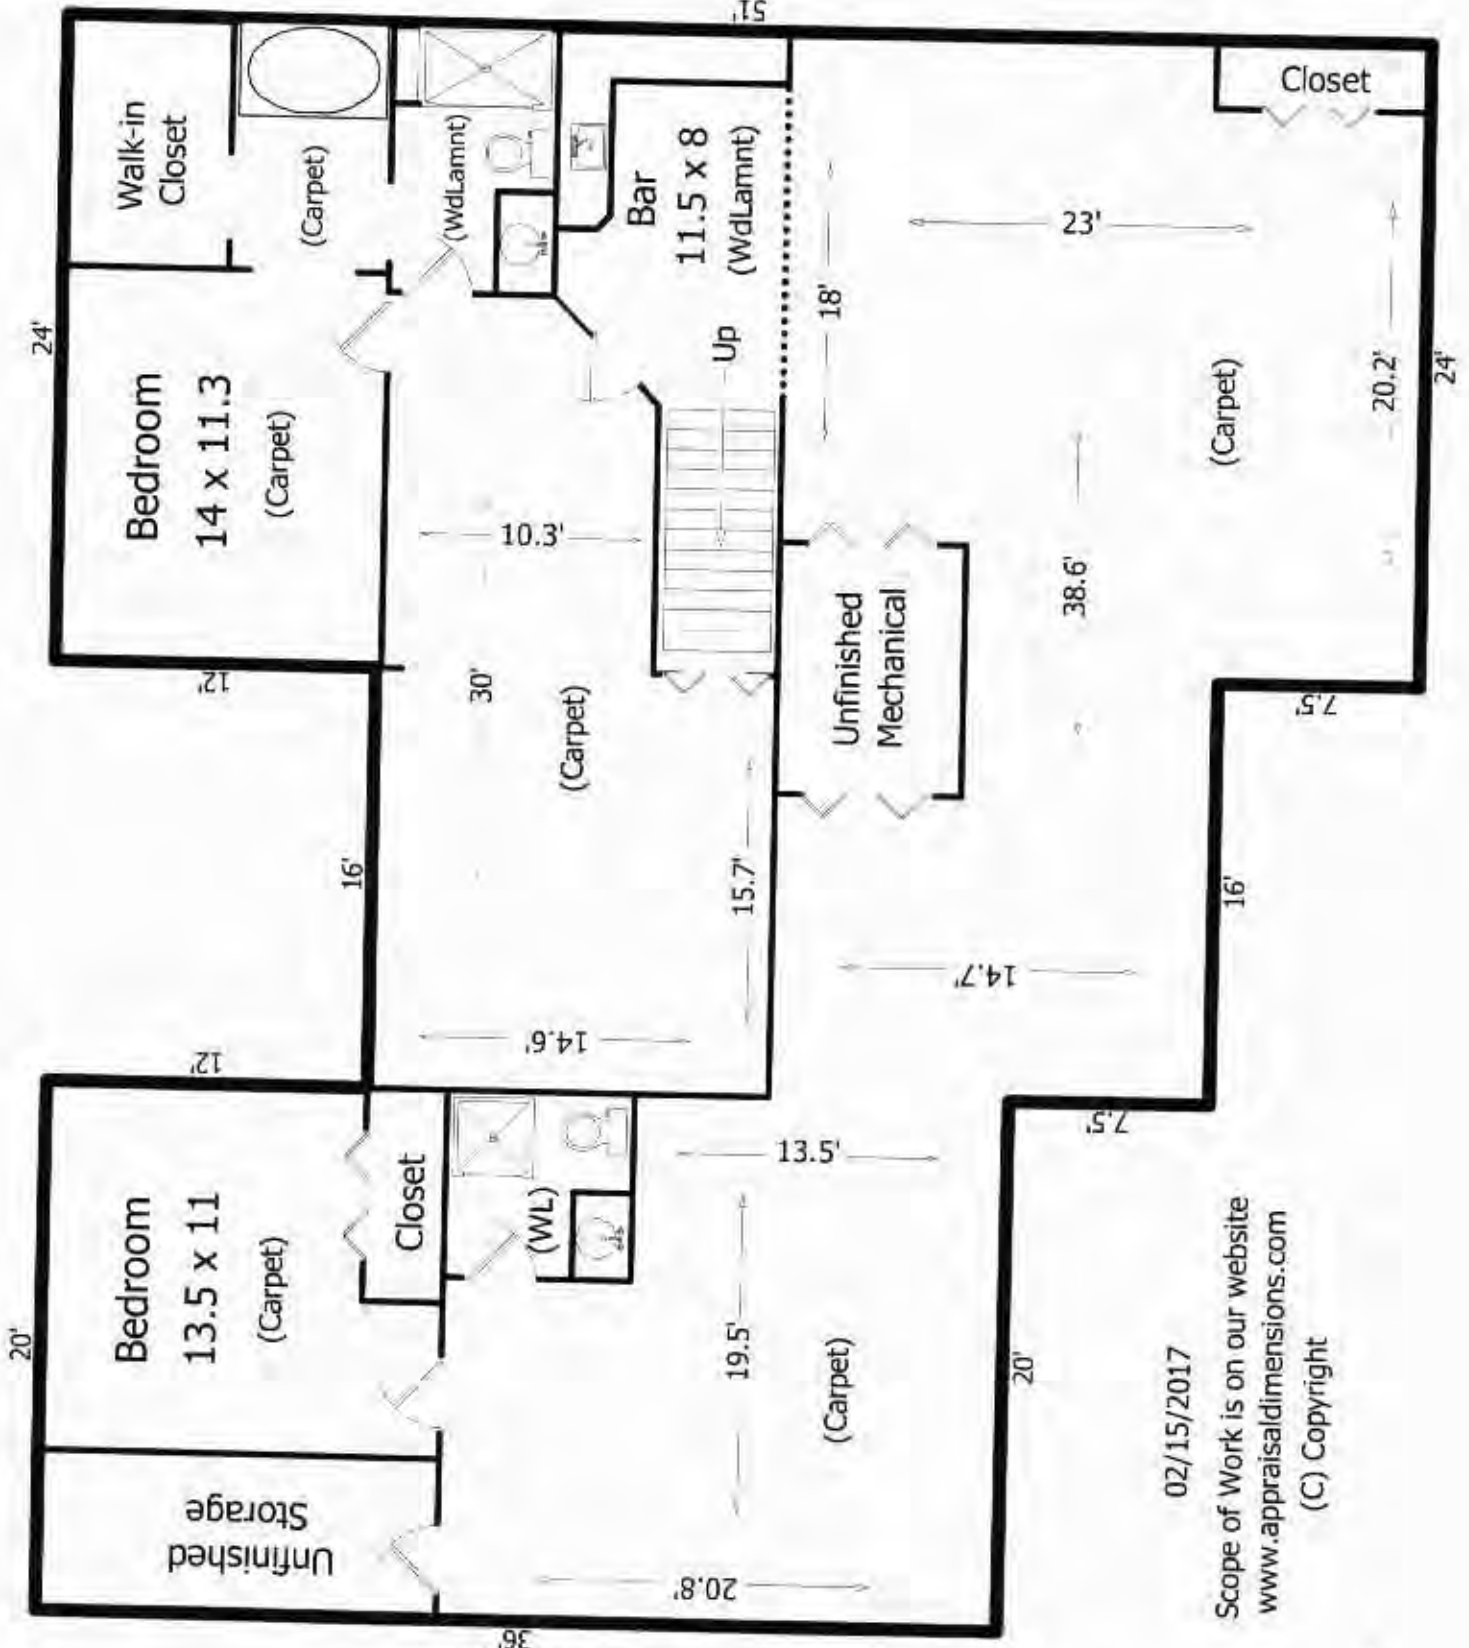 51'
Walk-in
Closet
(Carpet)
(WdLamnt)
Bar
11.5 x 8
(WdLamnt)
Closet
23'
18'
20.2'
24'
24'
Bedroom
14 x 11.3
(Carpet)
Up
(Carpet)
10.3'
38.6'
Unfinished
Mechanical
12'
30'
(Carpet)
7.5'
16'
15.7'
16'
14.7'
14.6'
12'
7.5'
Bedroom
13.5 x 11
(Carpet)
Closet
(WL)
13.5'
20'
19.5'
(Carpet)
20'
Unfinished
Storage
20.8'
36'
02/15/2017
Scope of Work is on our website
www.appraisaldimensions.com
(C) Copyright